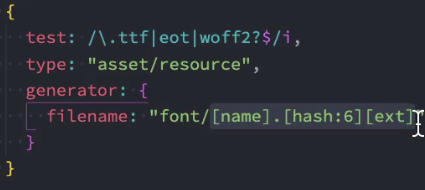 {
test: /\.ttf|eot|woff2?$/i,
type: "asset/resource",
generator: {
filename: "font/[name].[hash:6][ext]"
}
}